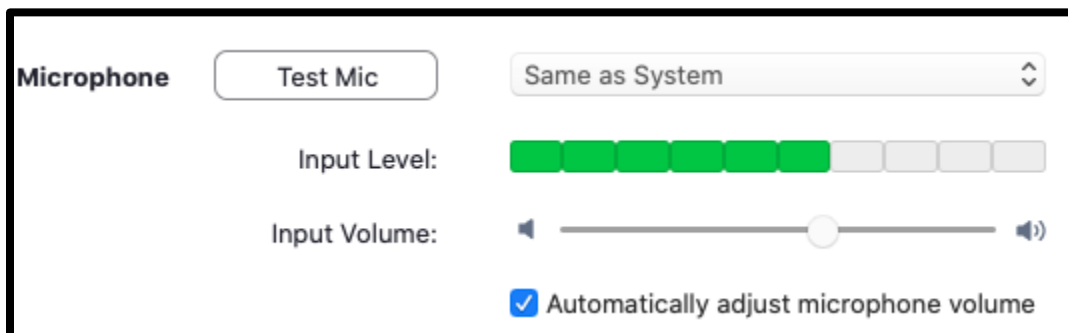 Microphone Test Mic Same as System
Input Level:
Input Volume:
Automatically adjust microphone volume